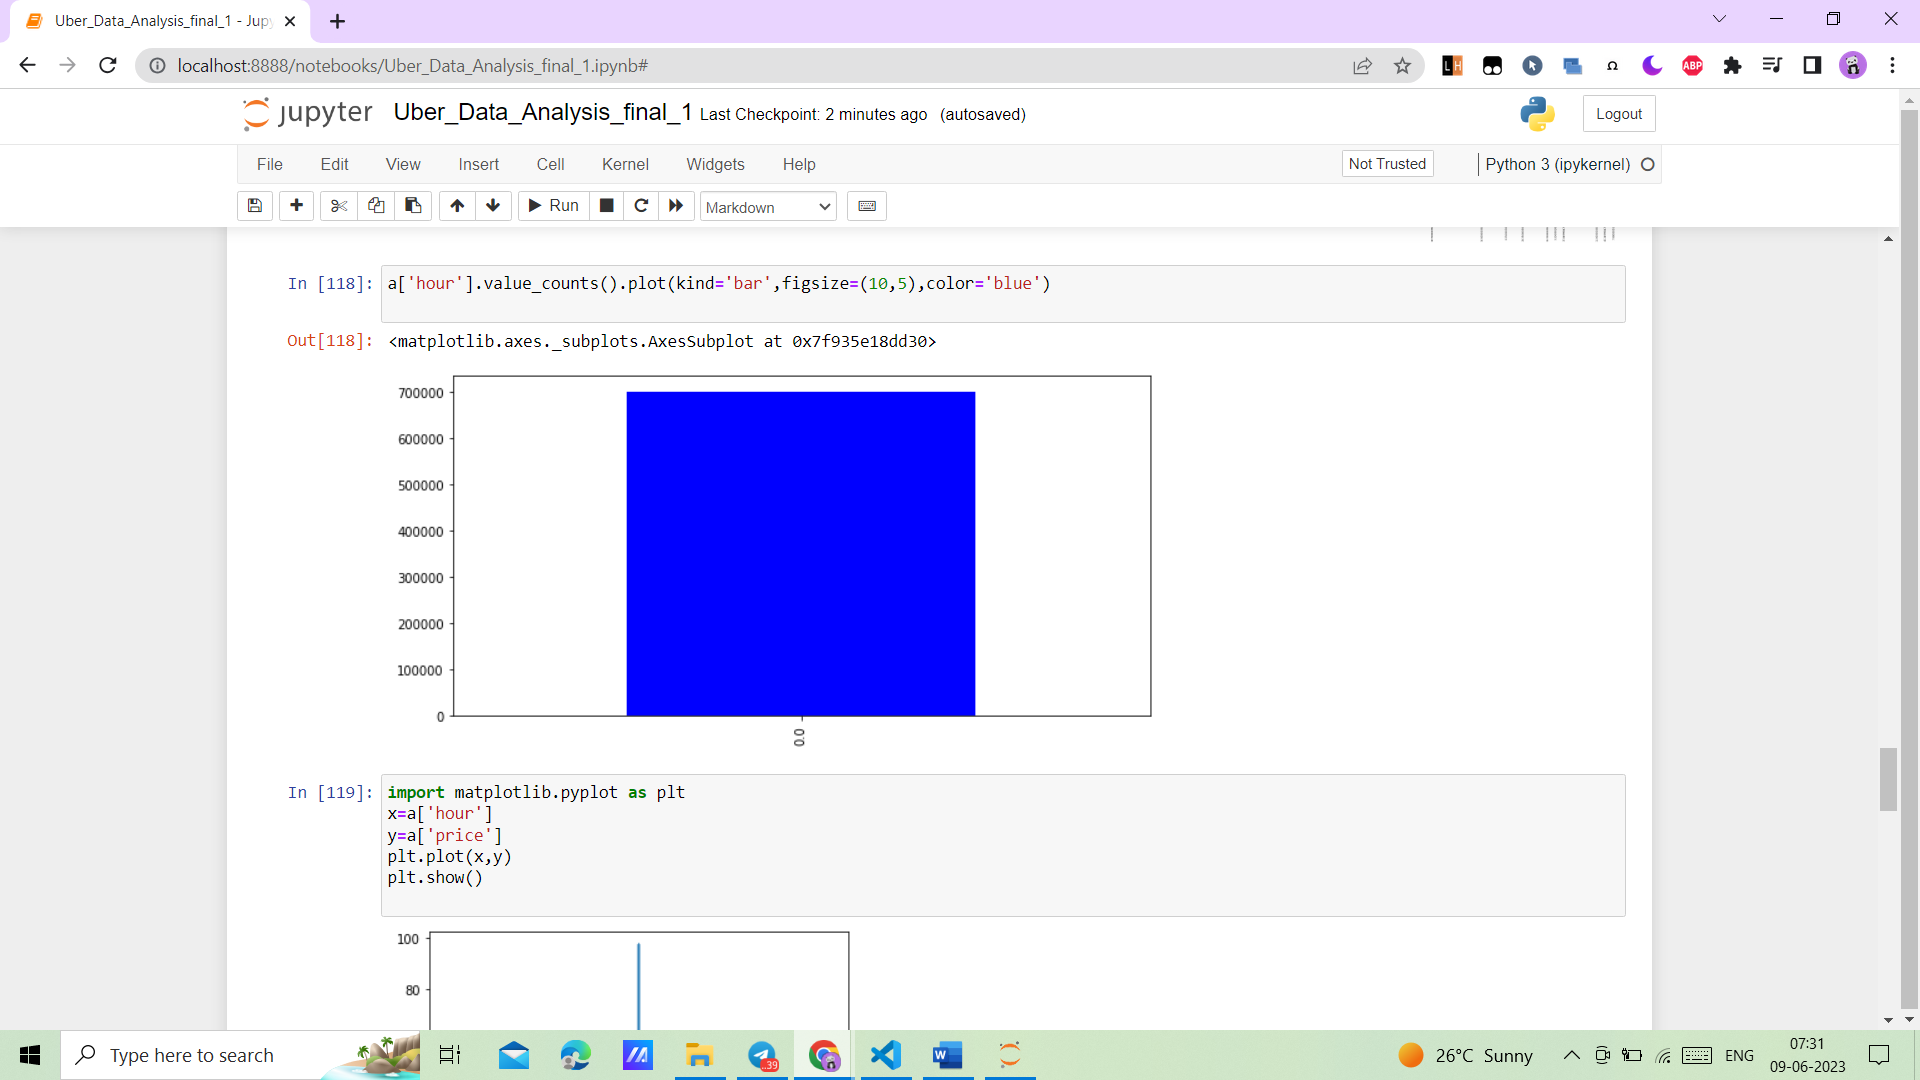 Uber_Data_Analysis_final_1 - Jup
localhost:8888/notebooks/Uber_Data_Analysis_final_1.ipynb#
LH
Ω
ABP
jupyter Uber_Data_Analysis_final_1 Last Checkpoint: 2 minutes ago (autosaved)
Logout
File Edit View Insert Cell Kernel Widgets Help
Not Trusted
Python 3 (ipykernel)
Run
Markdown
In [118]: a['hour'].value_counts().plot(kind='bar',figsize=(10,5),color='blue')
Out[118]: <matplotlib.axes._subplots.AxesSubplot at 0x7f935e18dd30>
700000
600000
500000
400000
300000
200000
100000
0
0.0
In [119]: import matplotlib.pyplot as plt
x=a['hour']
y=a['price']
plt.plot(x,y)
plt.show()
100
80
Type here to search
..39
W
26°C Sunny
ENG
07:31
09-06-2023